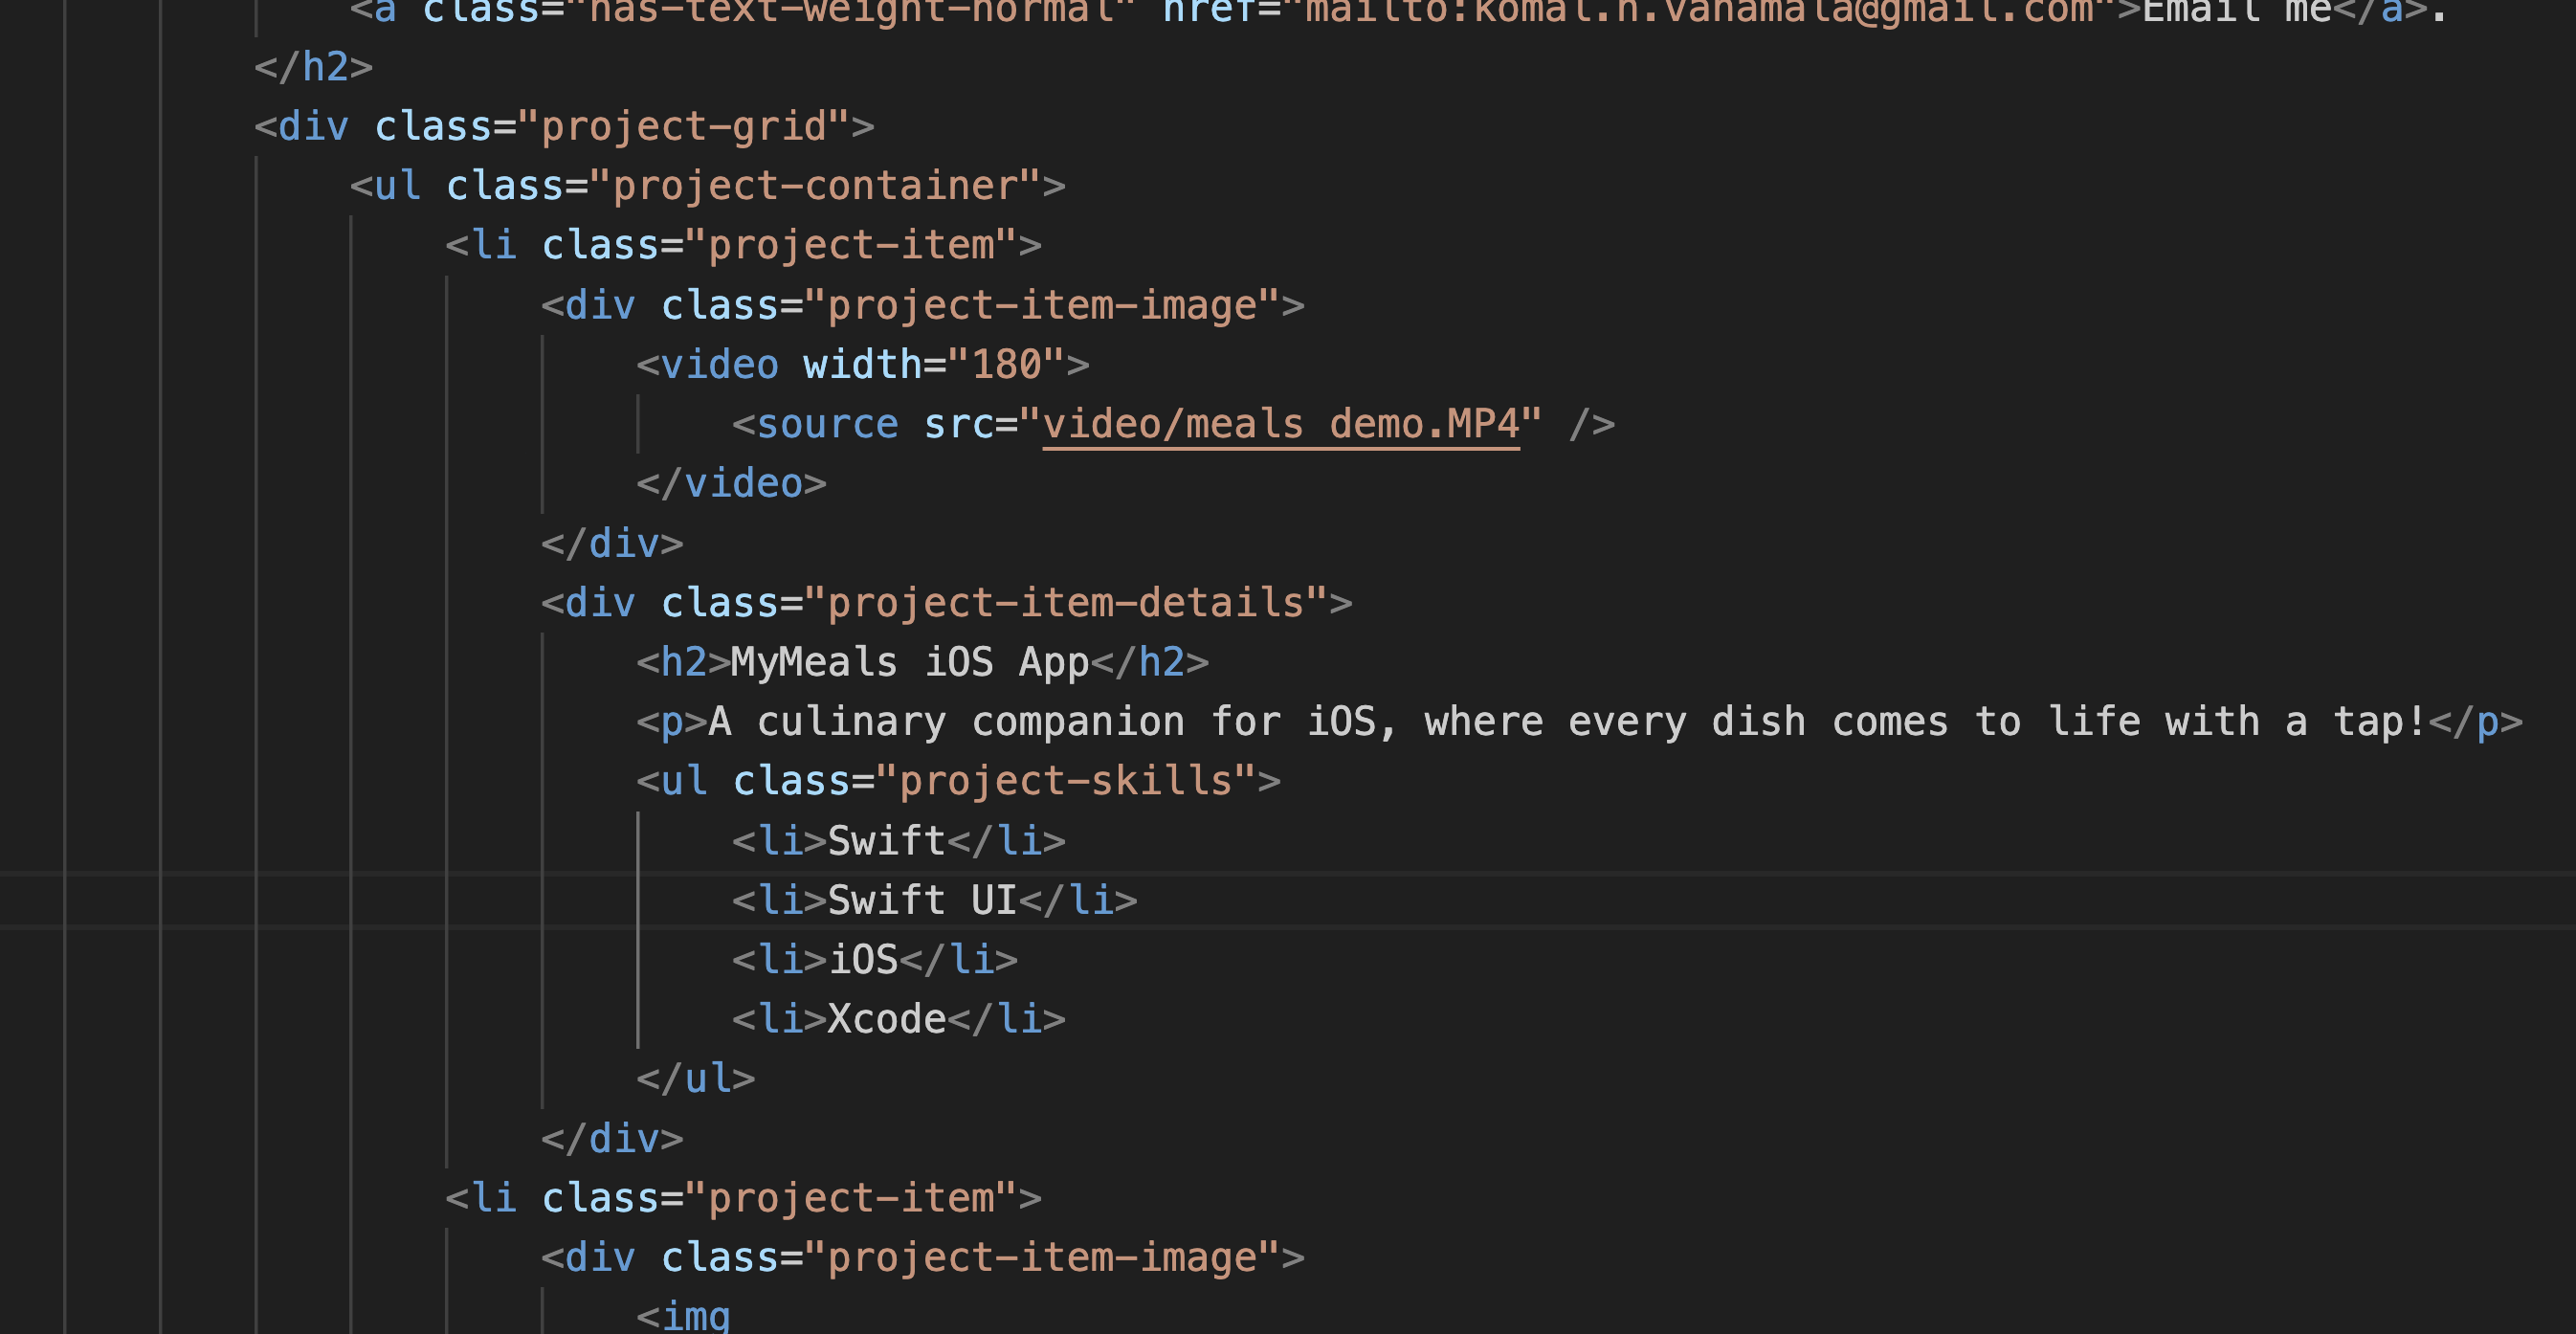 <a class="has-text-weight-normal" href="mailto:komal.n.vahamala@gmail.com">Email me</a>.
</h2>
<div class="project-grid">
<ul class="project-container">
<li class="project-item">
<div class="project-item-image">
<video width="180">
<source src="video/meals demo.MP4" />
</video>
</div>
<div class="project-item-details">
<h2>MyMeals iOS App</h2>
<p>A culinary companion for iOS, where every dish comes to life with a tap!</p>
<ul class="project-skills">
<li>Swift</li>
<li>Swift UI</li>
<li>iOS</li>
<li>Xcode</li>
</ul>
</div>
<li class="project-item">
<div class="project-item-image">
<img